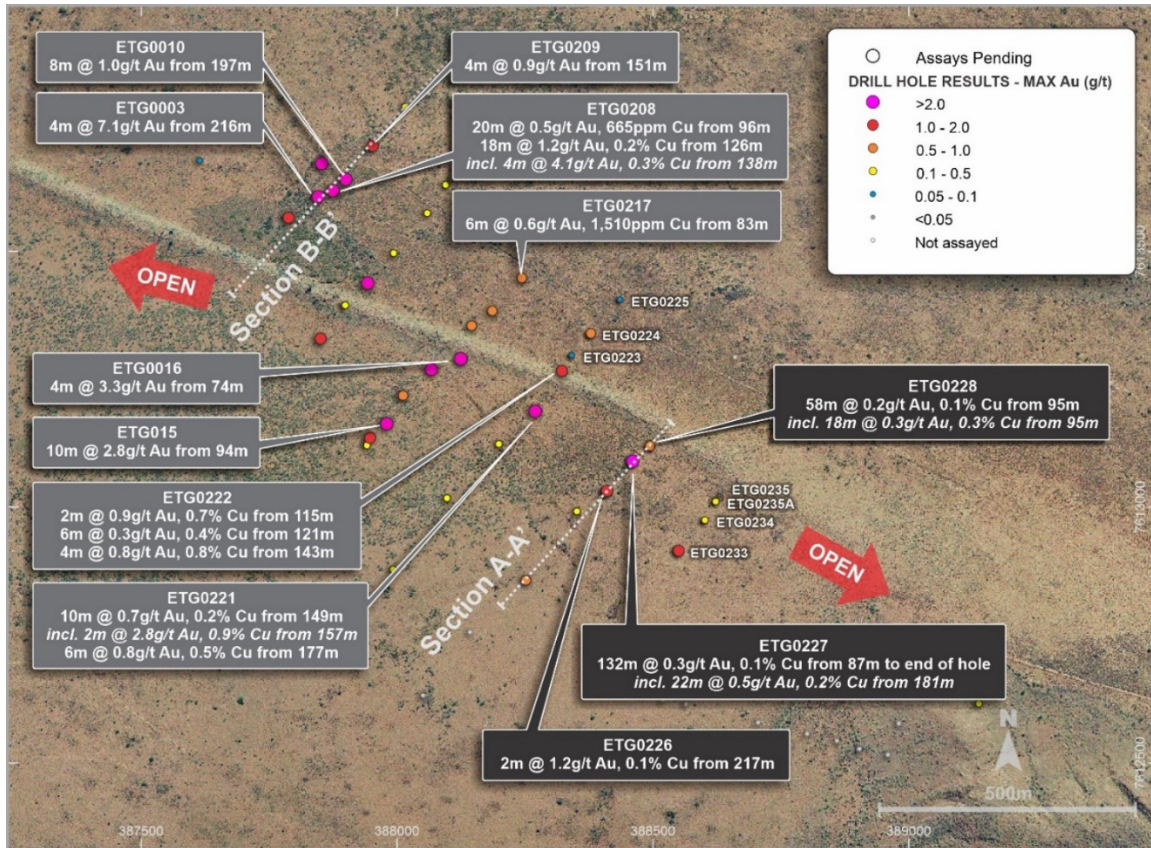 ETG0010
8m @ 1.0g/t Au from 197m
ETG0003
4m @ 7.1g/t Au from 216m
ETG0209
4m @ 0.9g/t Au from 151m
ETG0208
20m @ 0.5g/t Au, 665ppm Cu from 96m
18m @ 1.2g/t Au, 0.2% Cu from 126m
incl. 4m @ 4.1g/t Au, 0.3% Cu from 138m
ETG0217
6m @ 0.6g/t Au, 1,510ppm Cu from 83m
Assays Pending
DRILL HOLE RESULTS - MAX Au (g/t)
>2.0
1.0 - 2.0
0.5 - 1.0
0.1 - 0.5
0.05 - 0.1
<0.05
Not assayed
7613500
OPEN
Section B-B'
ETG0225
ETG0224
ETG0223
ETG0016
4m @ 3.3g/t Au from 74m
ETG015
10m @ 2.8g/t Au from 94m
ETG0228
58m @ 0.2g/t Au, 0.1% Cu from 95m
incl. 18m @ 0.3g/t Au, 0.3% Cu from 95m
ETG0222
2m @ 0.9g/t Au, 0.7% Cu from 115m
6m @ 0.3g/t Au, 0.4% Cu from 121m
4m @ 0.8g/t Au, 0.8% Cu from 143m
ETG0235
ETG0235A
ETG0234
ETG0233
7613000
OPEN
ETG0221
10m @ 0.7g/t Au, 0.2% Cu from 149m
incl. 2m @ 2.8g/t Au, 0.9% Cu from 157m
6m @ 0.8g/t Au, 0.5% Cu from 177m
Section A-A'
ETG0227
132m @ 0.3g/t Au, 0.1% Cu from 87m to end of hole
incl. 22m @ 0.5g/t Au, 0.2% Cu from 181m
ETG0226
2m @ 1.2g/t Au, 0.1% Cu from 217m
N
500m
7612500
387500
388000
388500
389000